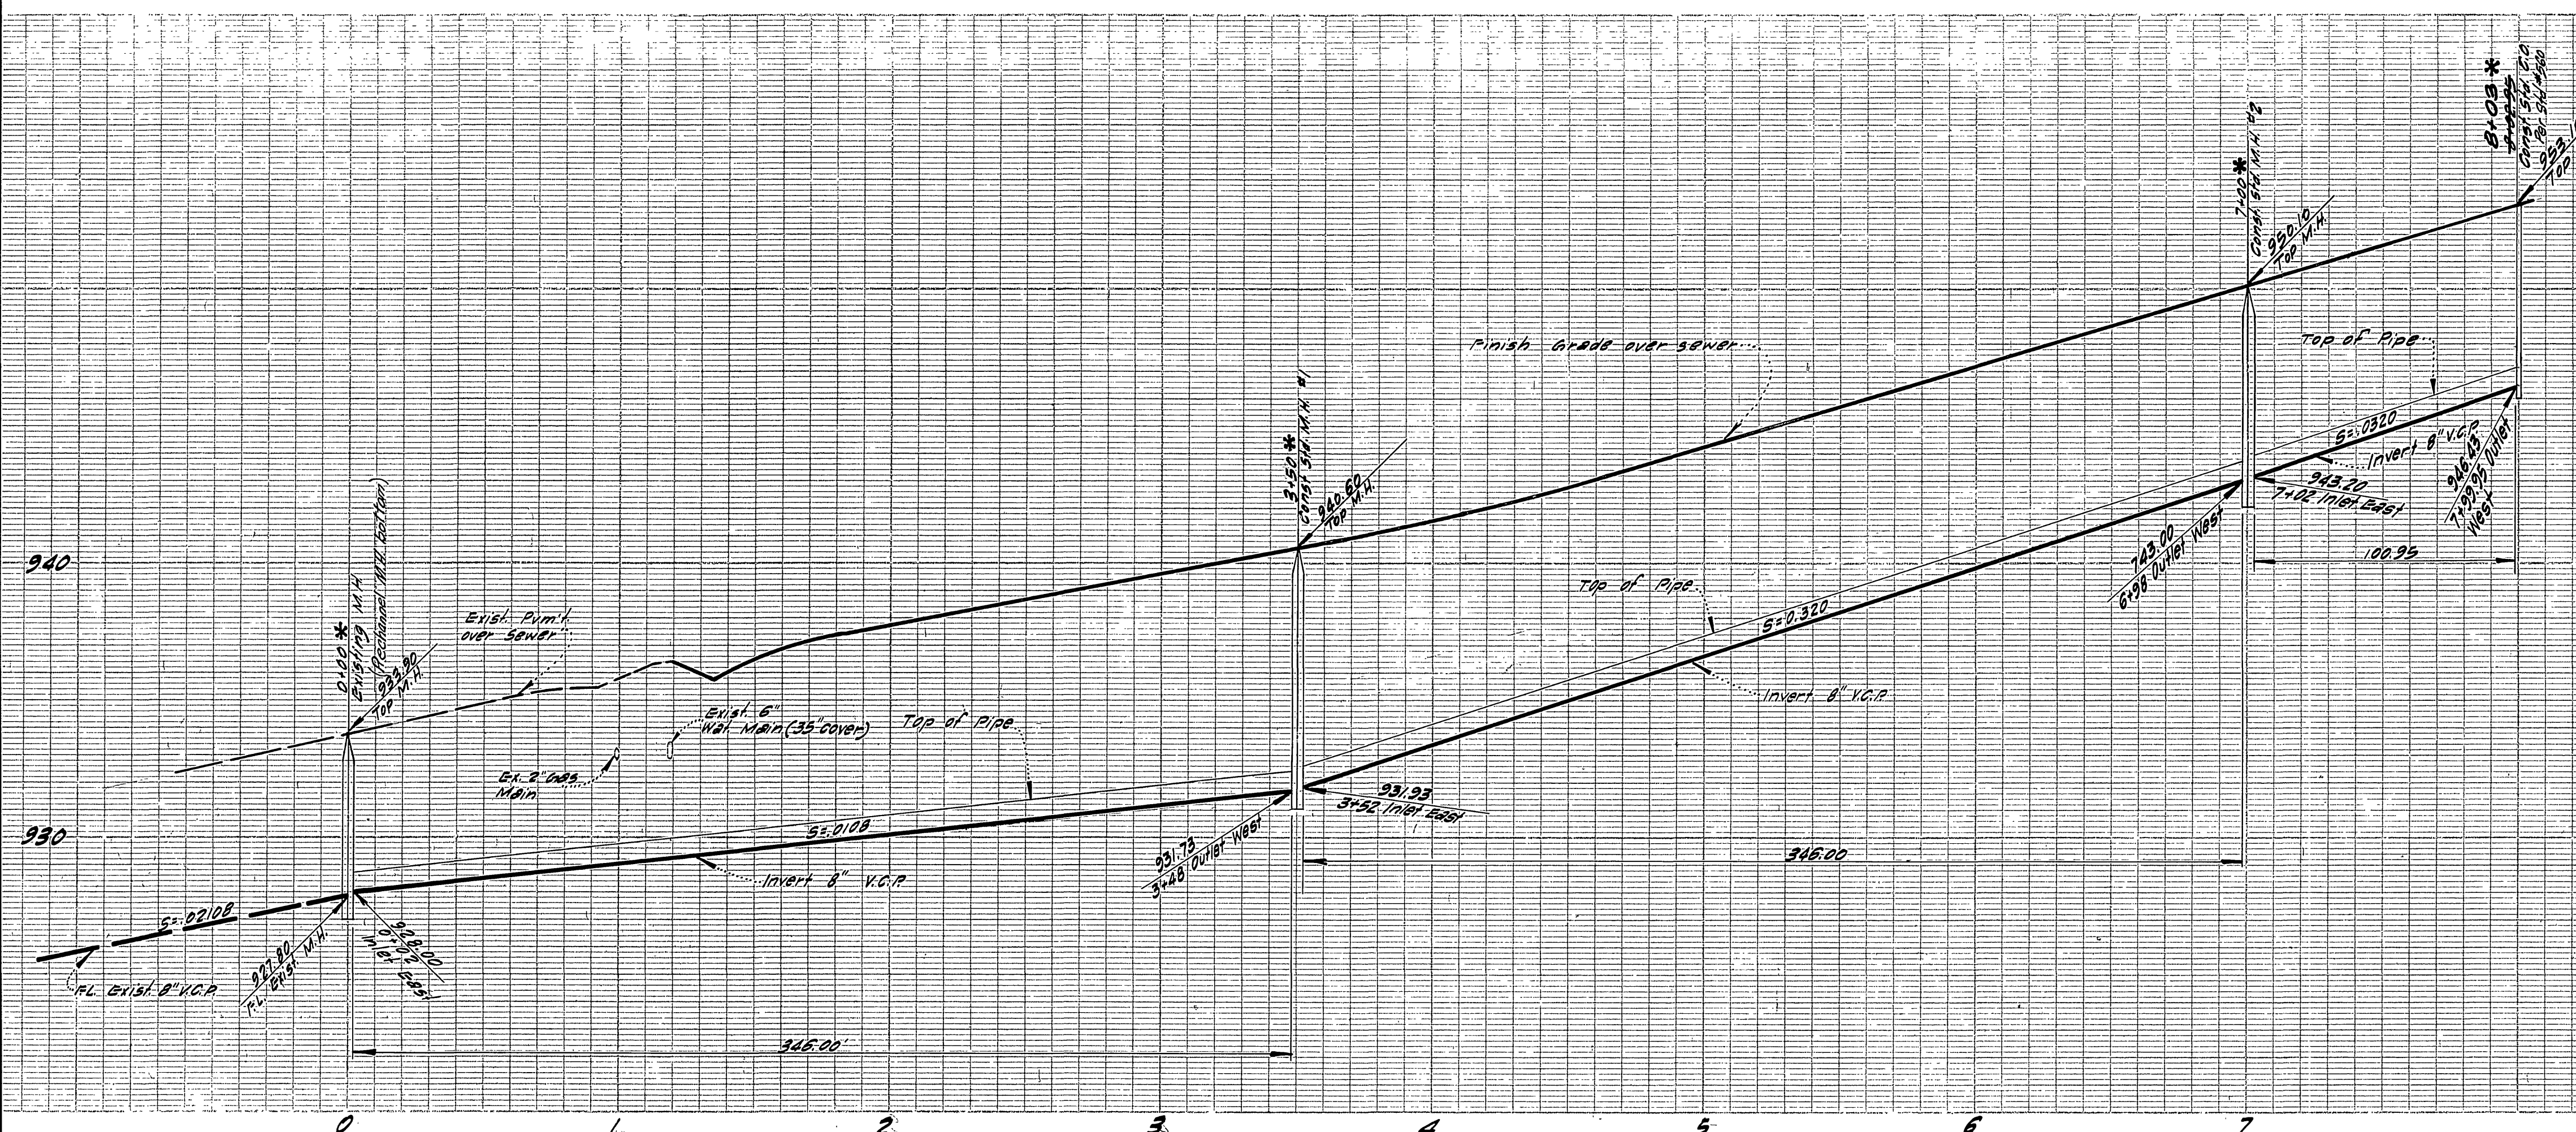 8+03*
8+02.95
Const. Std. C.O.
Per. Std #560
TOP
7+00*
Const. Std. M.H. #2
950.10
TOP M.H.
Finish Grade over sewer
Top of Pipe
S=.0320
Invert 8" V.C.P.
943.20
7+02 Inlet East
946.43
7+99.95 Outlet
West
100.95
743.00
6+98 Outlet West
3+50*
Const Std. M.H. #1
940.60
TOP M.H.
940
0+00*
Existing M.H
(Rechannel M.H. bottom)
933.90
TOP M.H.
Exist. Pvm't.
over sewer
Exist. 6"
Wat. Main (35" cover)
Top of Pipe
Ex. 2" Gas
Main
Top of Pipe
S=0.320
Invert 8" V.C.P.
930
S=.0108
Invert 8" V.C.P.
931.73
3+48 Outlet West
931.93
3+52 Inlet East
346.00
S=.02108
FL. Exist 8" V.C.P.
927.80
F.L. Exist. M.H.
928.00
0+02
Inlet East
346.00'
0 1 2 3 4 5 6 7